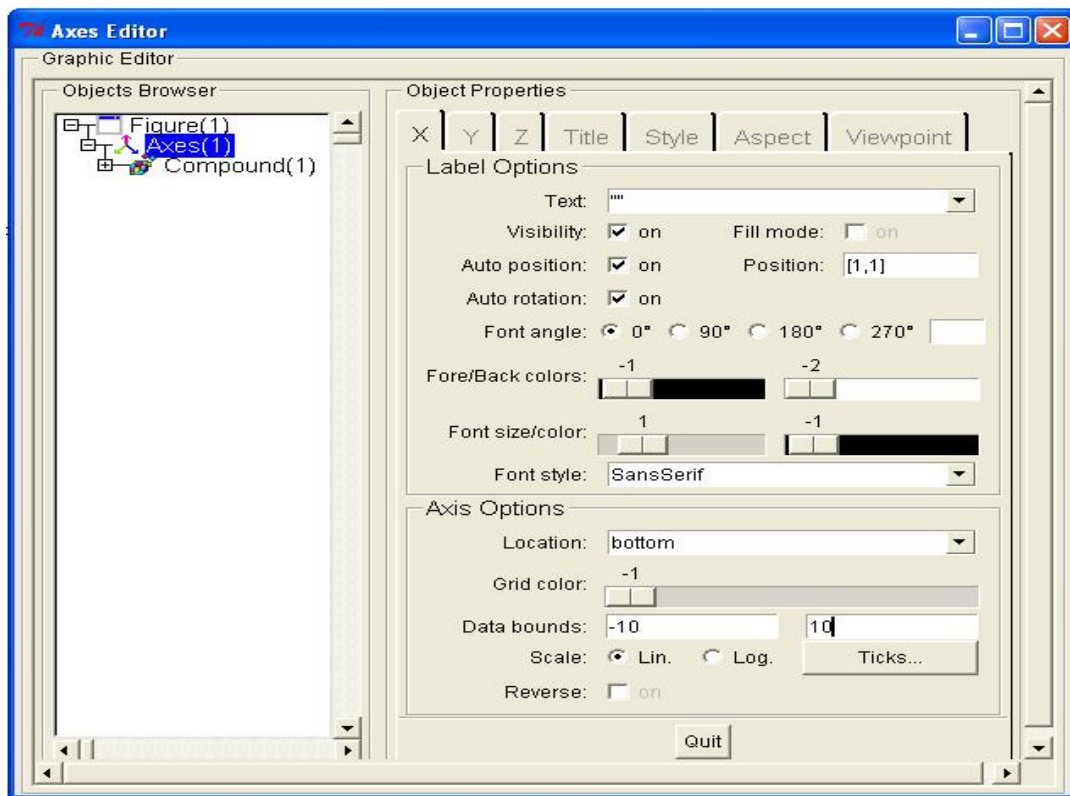 Axes Editor
Graphic Editor
Objects Browser
Figure(1)
Axes(1)
Compound(1)
Object Properties
X Y Z Title Style Aspect Viewpoint
Label Options
Text: ""
Visibility: on Fill mode: on
Auto position: on Position: [1,1]
Auto rotation: on
Font angle: 0° 90° 180° 270°
-1 -2
Fore/Back colors:
1 -1
Font size/color:
Font style: SansSerif
Axis Options
Location: bottom
-1
Grid color:
Data bounds: -10 10
Scale: Lin. Log. Ticks...
Reverse: on
Quit